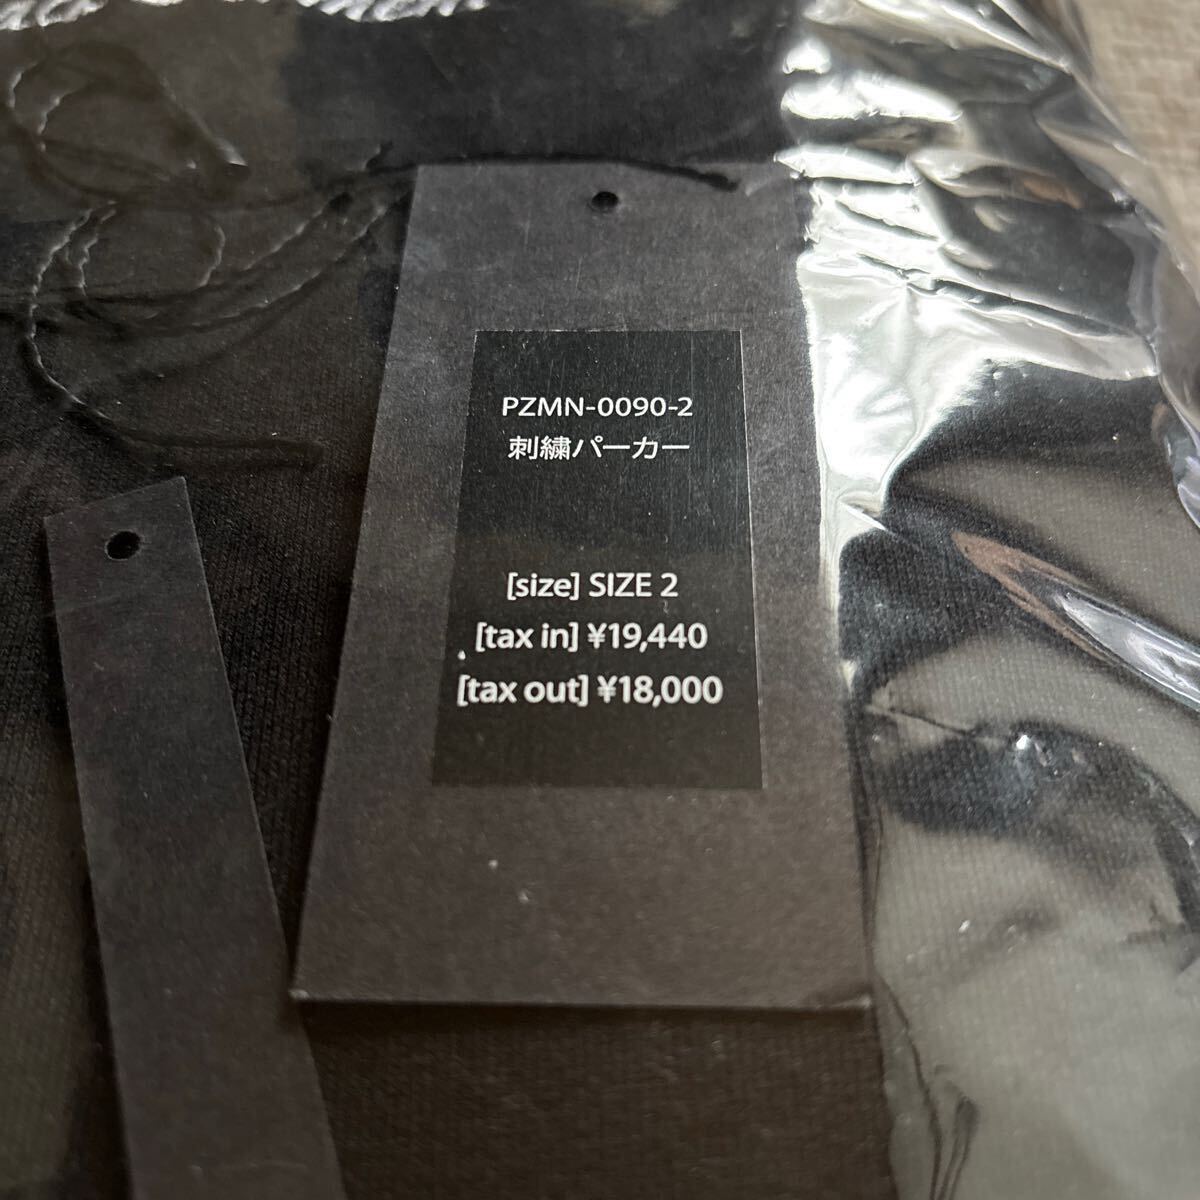 PZMN-0090-2
刺繍パーカー
[size] SIZE 2
[tax in] ¥19,440
[tax out] ¥18,000